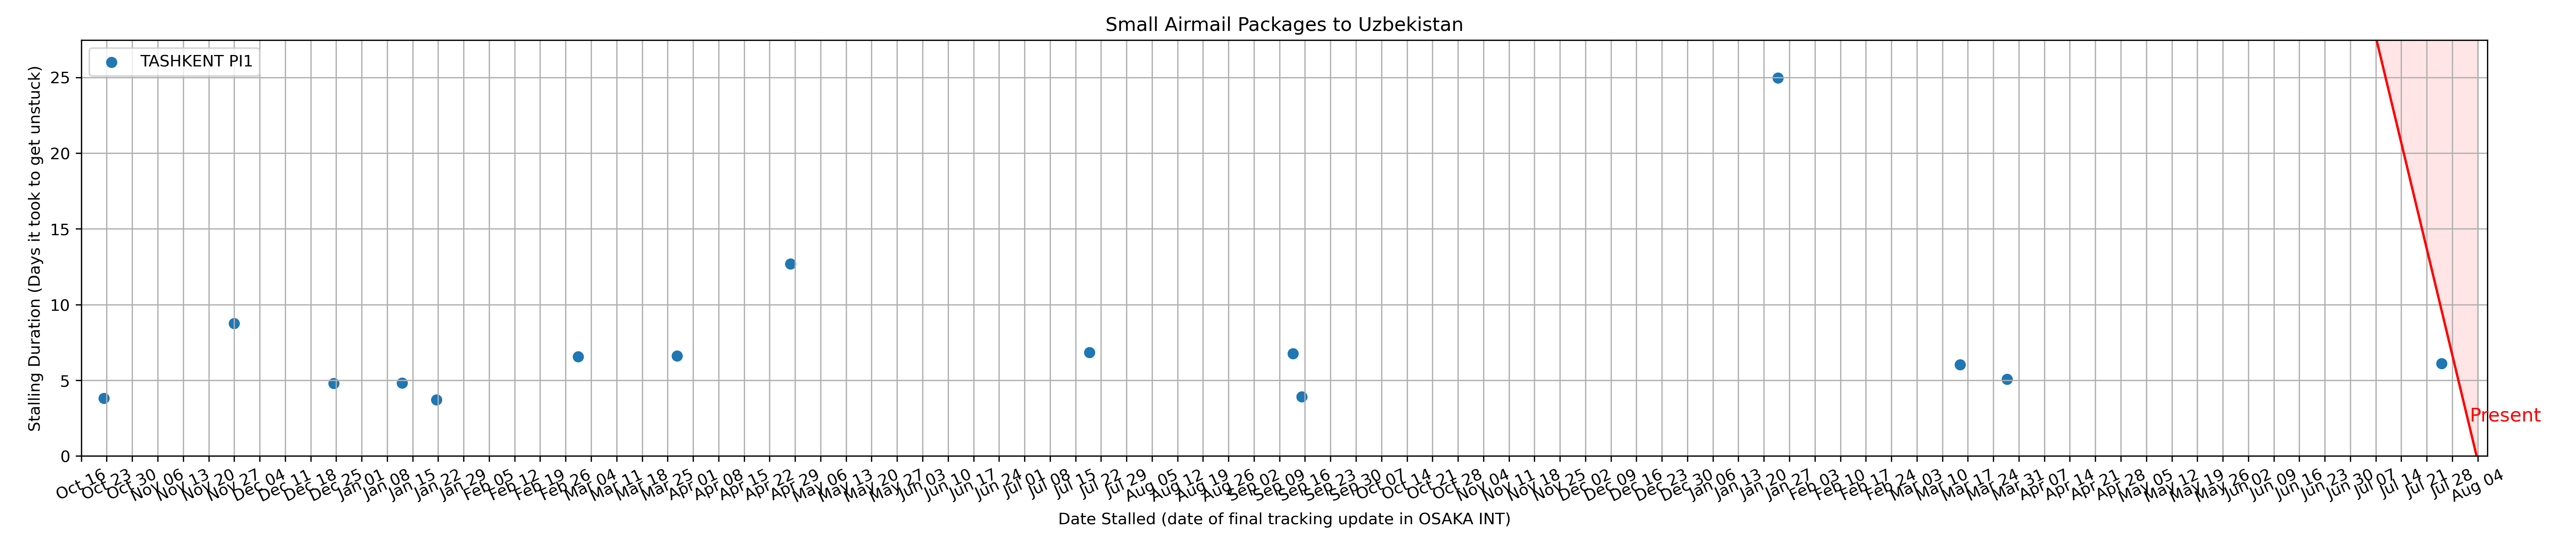 Small Airmail Packages to Uzbekistan
TASHKENT PI1
Stalling Duration (Days it took to get unstuck)
25
20
15
10
5
0
Present
Oct 16
Oct 23
Oct 30
Nov 06
Nov 13
Nov 20
Nov 27
Dec 04
Dec 11
Dec 18
Dec 25
Jan 01
Jan 08
Jan 15
Jan 22
Jan 29
Feb 05
Feb 12
Feb 19
Feb 26
Mar 04
Mar 11
Mar 18
Mar 25
Apr 01
Apr 08
Apr 15
Apr 22
Apr 29
May 06
May 13
May 20
May 27
Jun 03
Jun 10
Jun 17
Jun 24
Jul 01
Jul 08
Jul 15
Jul 22
Jul 29
Aug 05
Aug 12
Aug 19
Aug 26
Sep 02
Sep 09
Sep 16
Sep 23
Sep 30
Oct 07
Oct 14
Oct 21
Oct 28
Nov 04
Nov 11
Nov 18
Nov 25
Dec 02
Dec 09
Dec 16
Dec 23
Dec 30
Jan 06
Jan 13
Jan 20
Jan 27
Feb 03
Feb 10
Feb 17
Feb 24
Mar 03
Mar 10
Mar 17
Mar 24
Mar 31
Apr 07
Apr 14
Apr 21
Apr 28
May 05
May 12
May 19
May 26
Jun 02
Jun 09
Jun 16
Jun 23
Jun 30
Jul 07
Jul 14
Jul 21
Jul 28
Aug 04
Date Stalled (date of final tracking update in OSAKA INT)